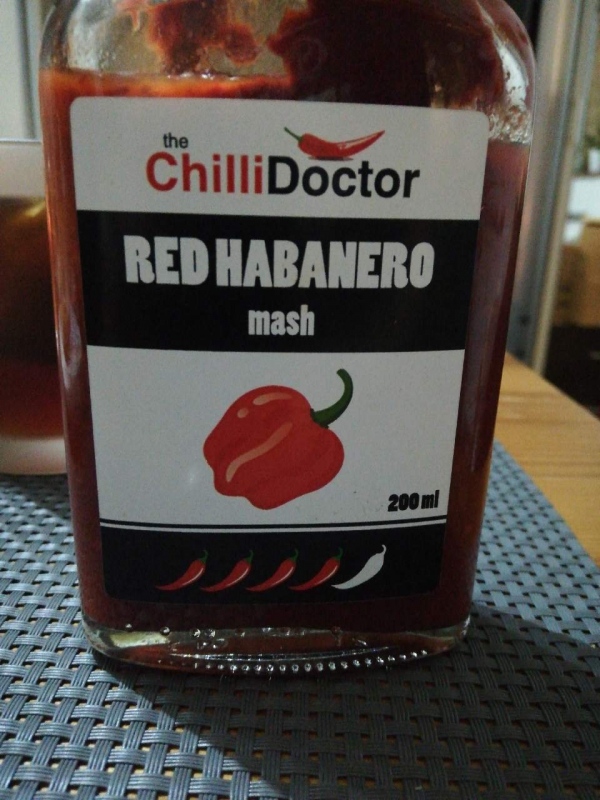 the
ChilliDoctor
RED HABANERO
mash
200 ml